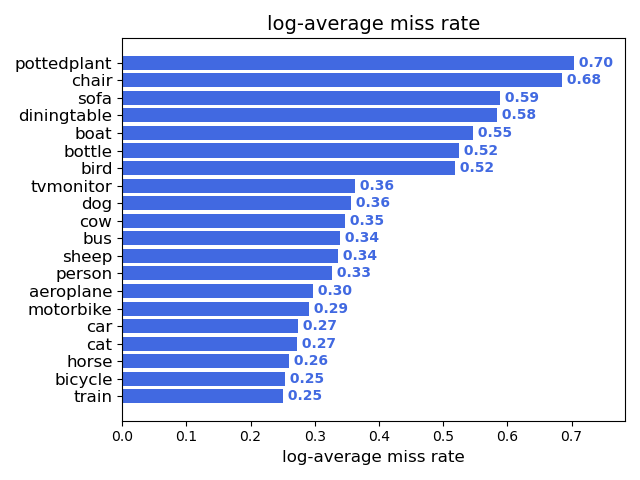 log-average miss rate
pottedplant 0.70
chair 0.68
sofa 0.59
diningtable 0.58
boat 0.55
bottle 0.52
bird 0.52
tvmonitor 0.36
dog 0.36
cow 0.35
bus 0.34
sheep 0.34
person 0.33
aeroplane 0.30
motorbike 0.29
car 0.27
cat 0.27
horse 0.26
bicycle 0.25
train 0.25
0.0 0.1 0.2 0.3 0.4 0.5 0.6 0.7
log-average miss rate